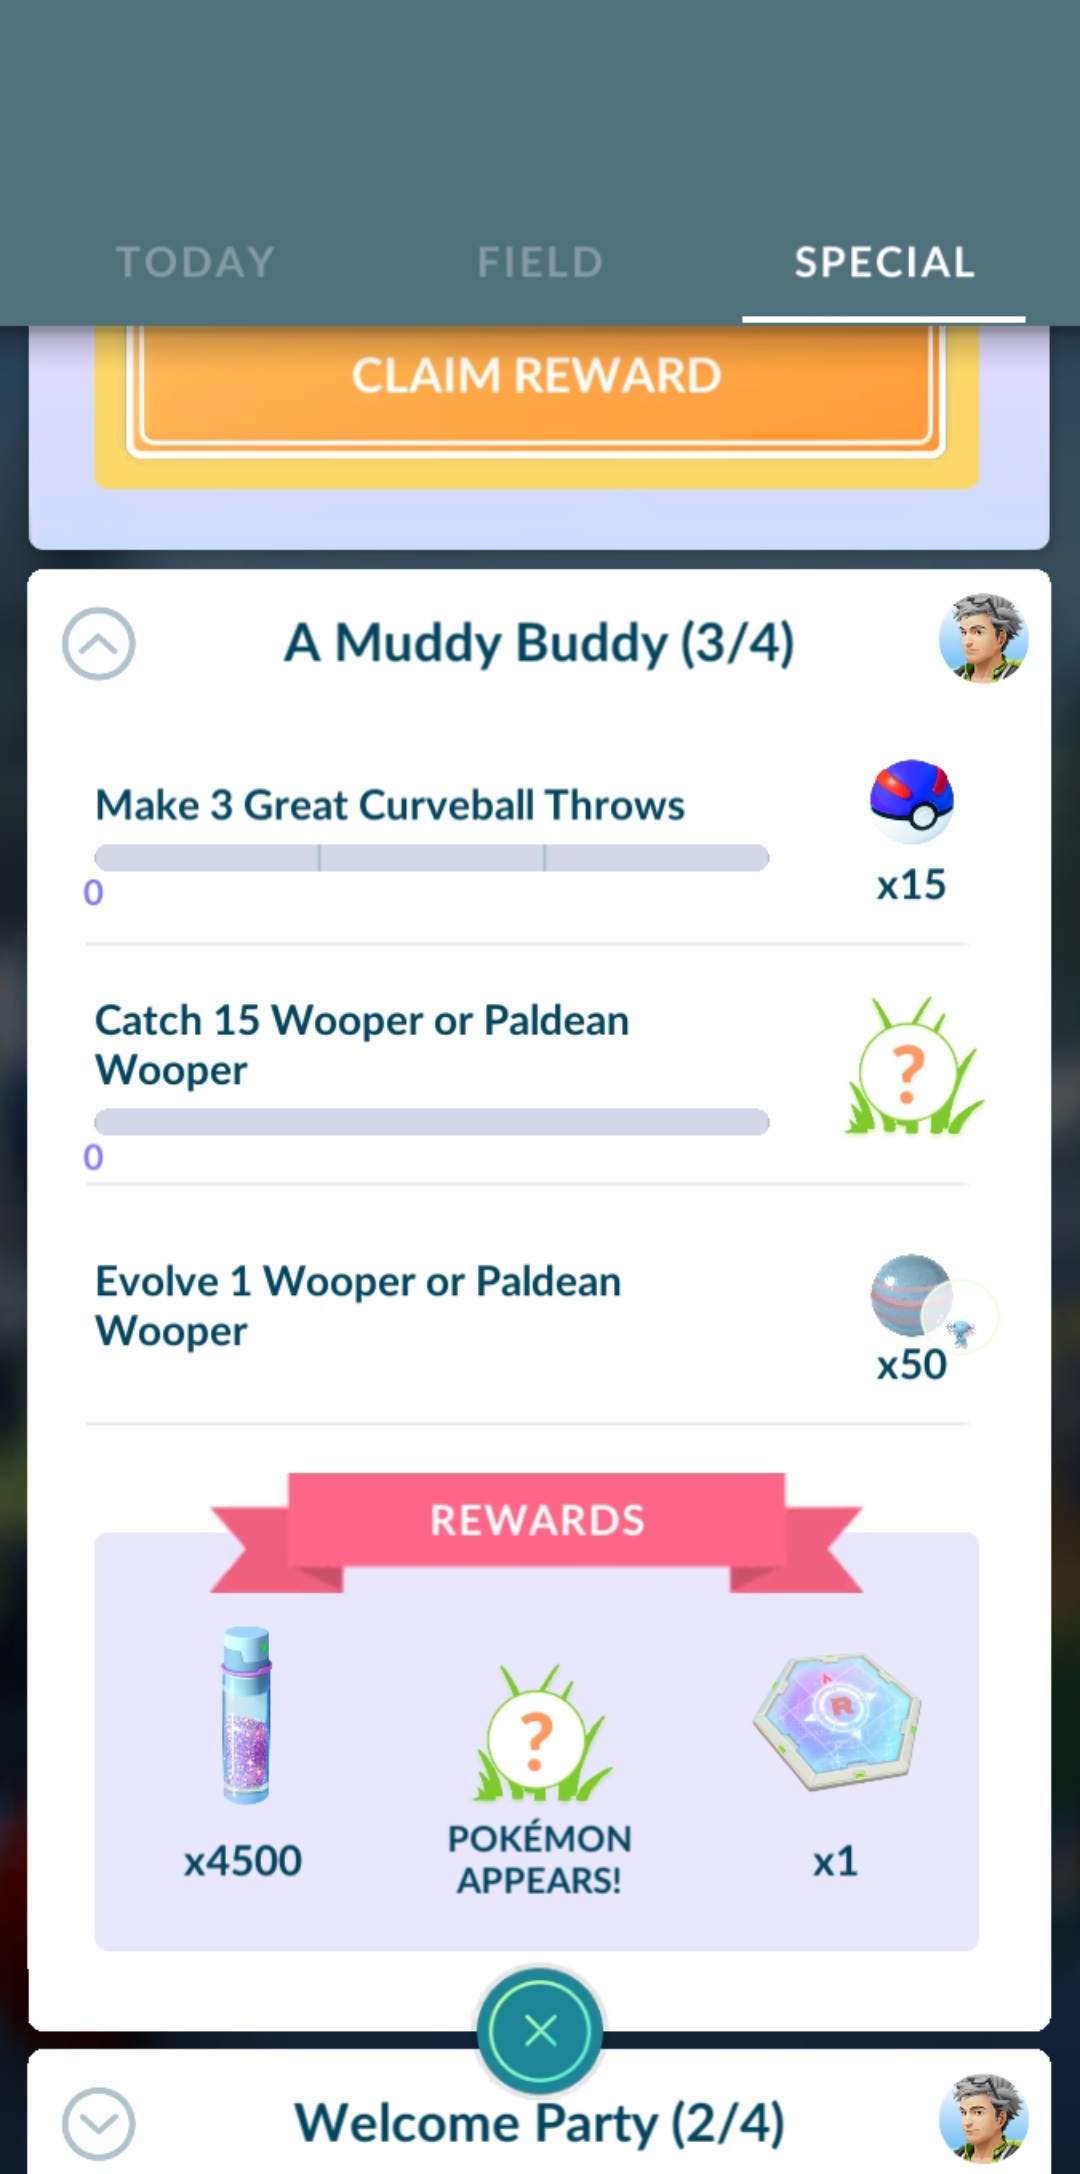 TODAY FIELD SPECIAL
CLAIM REWARD
A Muddy Buddy (3/4)
Make 3 Great Curveball Throws
0
x15
Catch 15 Wooper or Paldean
Wooper
?
0
Evolve 1 Wooper or Paldean
Wooper
x50
REWARDS
R
?
x4500
POKÉMON
APPEARS!
x1
Welcome Party (2/4)